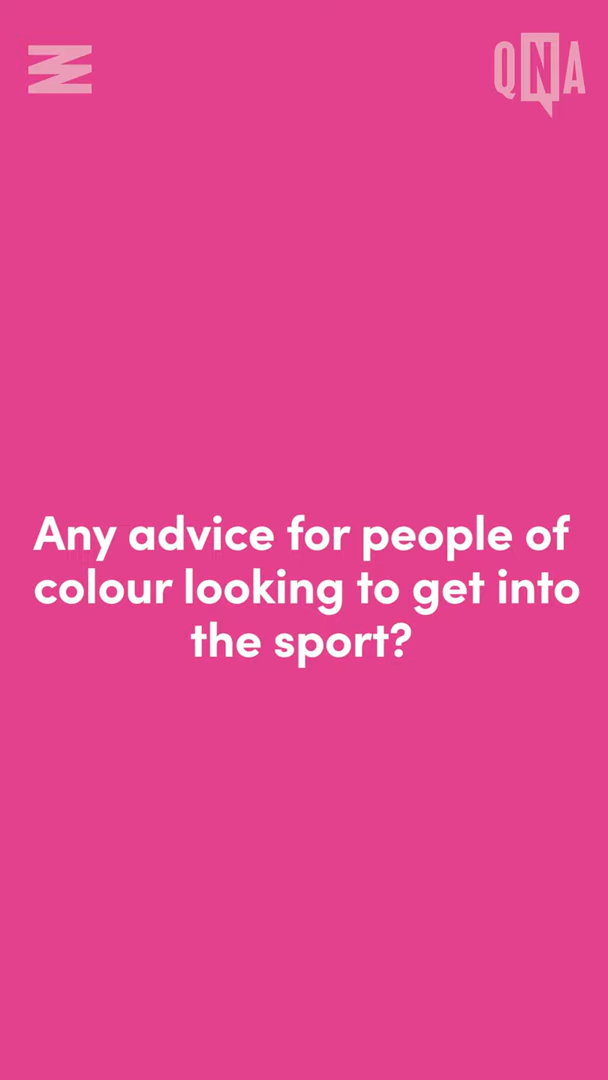 QNA
Any advice for people of
colour looking to get into
the sport?